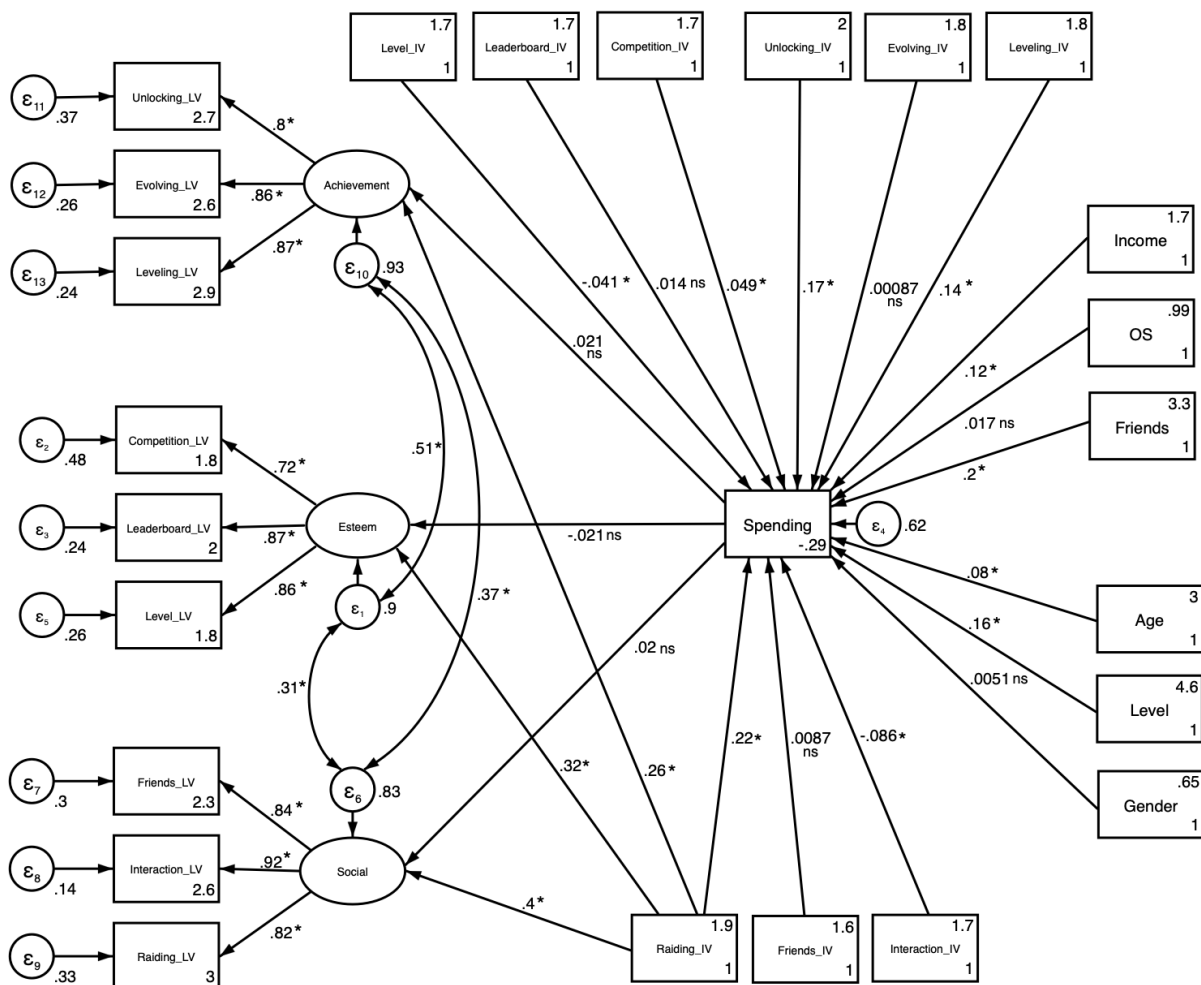 1.7
Level_IV
1
1.7
Leaderboard_IV
1
1.7
Competition_IV
1
2
Unlocking_IV
1
1.8
Evolving_IV
1
1.8
Leveling_IV
1
ε11
.37
Unlocking_LV
2.7
.8*
ε12
.26
Evolving_LV
2.6
.86*
Achievement
ε13
.24
Leveling_LV
2.9
.87*
ε10
.93
-.041*
.014 ns
.049*
.17*
.00087
ns
.14*
1.7
Income
1
.12*
.99
OS
1
.017 ns
3.3
Friends
1
.2*
.021
ns
.51*
ε2
.48
Competition_LV
1.8
.72*
ε3
.24
Leaderboard_LV
2
.87*
Esteem
-.021 ns
Spending
-.29
ε4
.62
ε5
.26
Level_LV
1.8
.86*
ε1
.9
.37*
.02 ns
.08*
3
Age
1
.16*
4.6
Level
1
.0051 ns
.65
Gender
1
.31*
.32*
.26*
.22*
.0087
ns
-.086*
ε7
.3
Friends_LV
2.3
.84*
ε6
.83
ε8
.14
Interaction_LV
2.6
.92*
Social
.4*
ε9
.33
Raiding_LV
3
.82*
1.9
Raiding_IV
1
1.6
Friends_IV
1
1.7
Interaction_IV
1